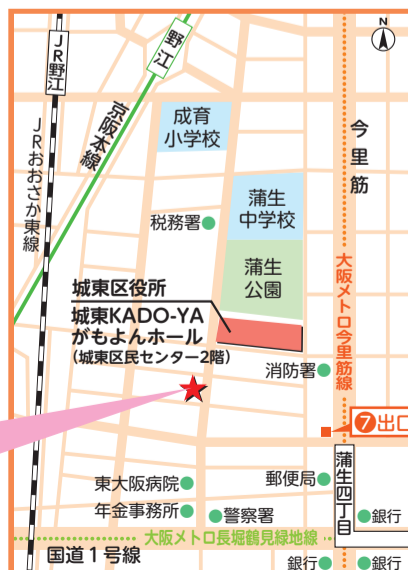 N
JR野江
野江
京阪本線
JRおおさか東線
成育
小学校
今里筋
蒲生
中学校
税務署
蒲生
公園
大阪メトロ今里筋線
城東区役所
城東KADO-YA
がもよんホール
(城東区民センター2階)
消防署
7出口
東大阪病院
郵便局
蒲生四丁目
年金事務所
警察署
銀行
大阪メトロ長堀鶴見緑地線
国道1号線
銀行
銀行